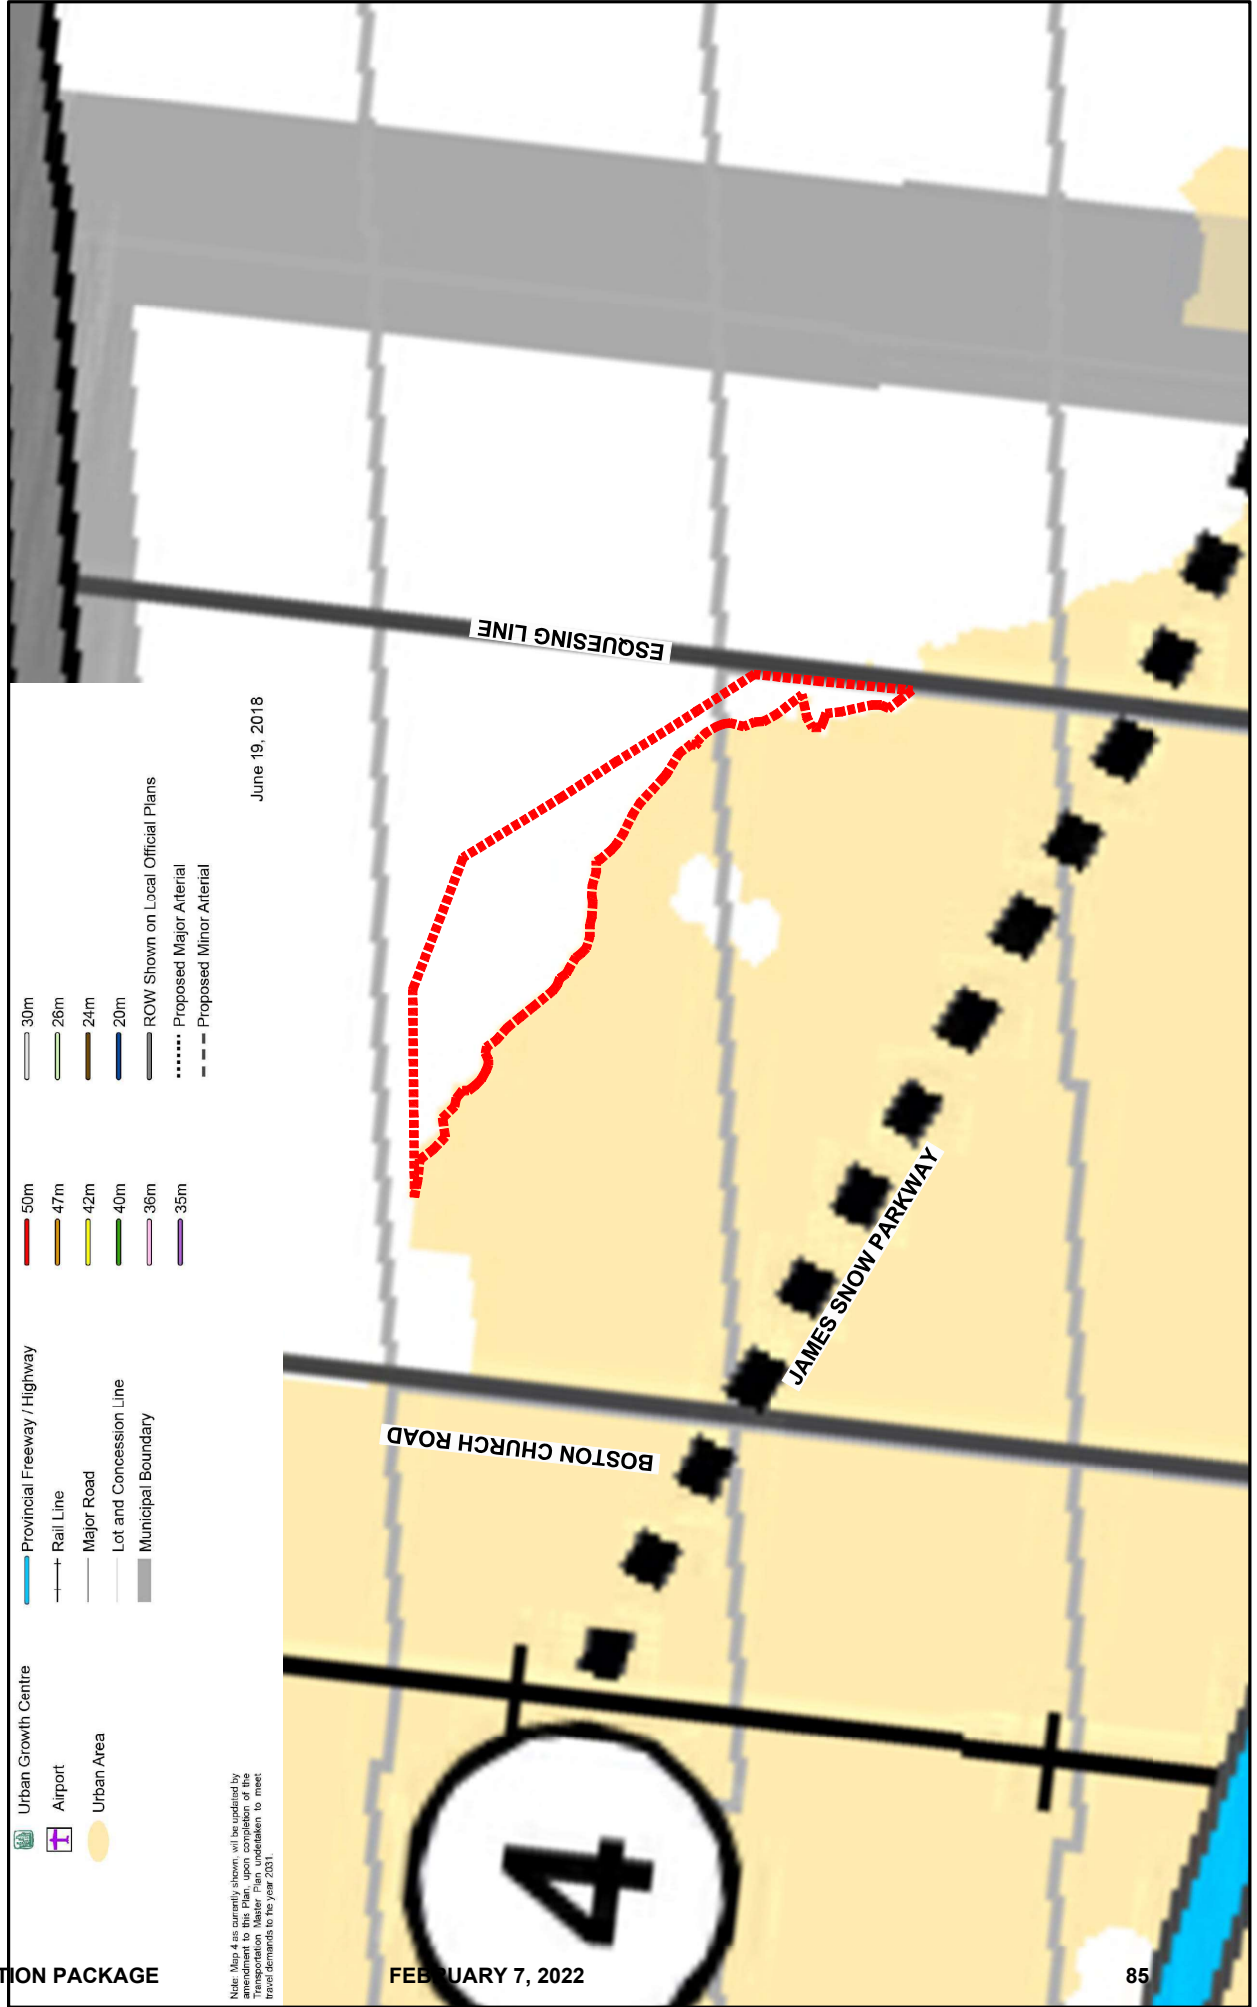 Urban Growth Centre
Airport
Urban Area
Provincial Freeway / Highway
Rail Line
Major Road
Lot and Concession Line
Municipal Boundary
50m
47m
42m
40m
36m
35m
30m
26m
24m
20m
ROW Shown on Local Official Plans
Proposed Major Arterial
Proposed Minor Arterial
June 19, 2018
Note: Map 4 as currently shown, will be updated by
amendment to this Plan, upon completion of the
Transportation Master Plan undertaken to meet
travel demands to the year 2031.
ESQUESING LINE
BOSTON CHURCH ROAD
JAMES SNOW PARKWAY
4
TION PACKAGE
FEBRUARY 7, 2022
85